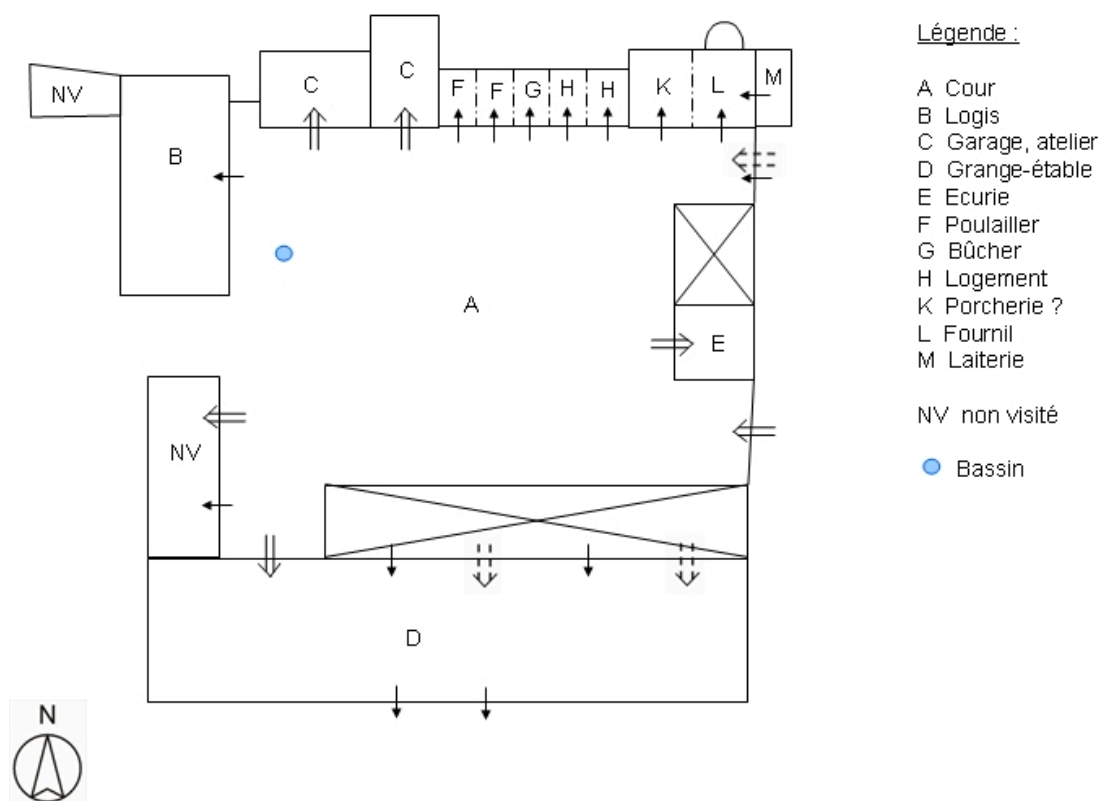 Légende :
A Cour
B Logis
C Garage, atelier
D Grange-étable
E Ecurie
F Poulailler
G Bûcher
H Logement
K Porcherie ?
L Fournil
M Laiterie
NV non visité
Bassin
NV
B
C
C
F
F
G
H
H
K
L
M
A
E
NV
D
N